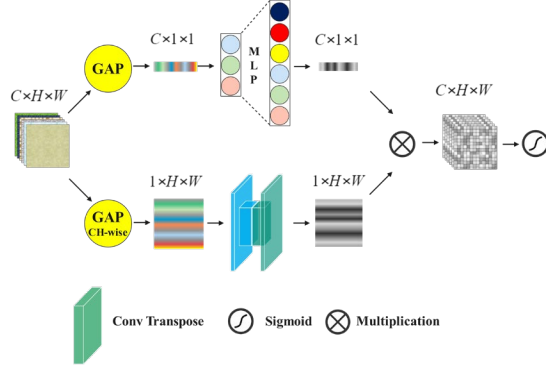 C×1×1
C×1×1
GAP
M
L
P
C×H×W
C×H×W
1×H×W
1×H×W
GAP
CH-wise
Conv Transpose
Sigmoid
Multiplication